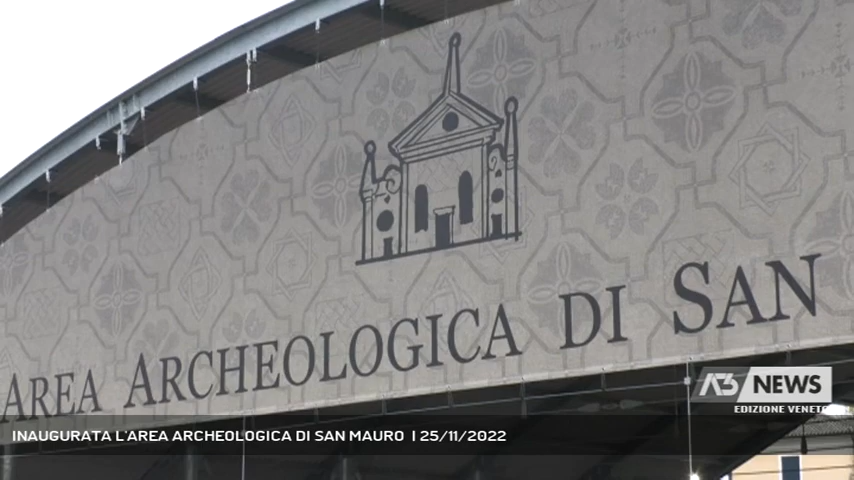 AREA ARCHEOLOGICA DI SAN
A3 NEWS
EDIZIONE VENETO
INAUGURATA L'AREA ARCHEOLOGICA DI SAN MAURO | 25/11/2022